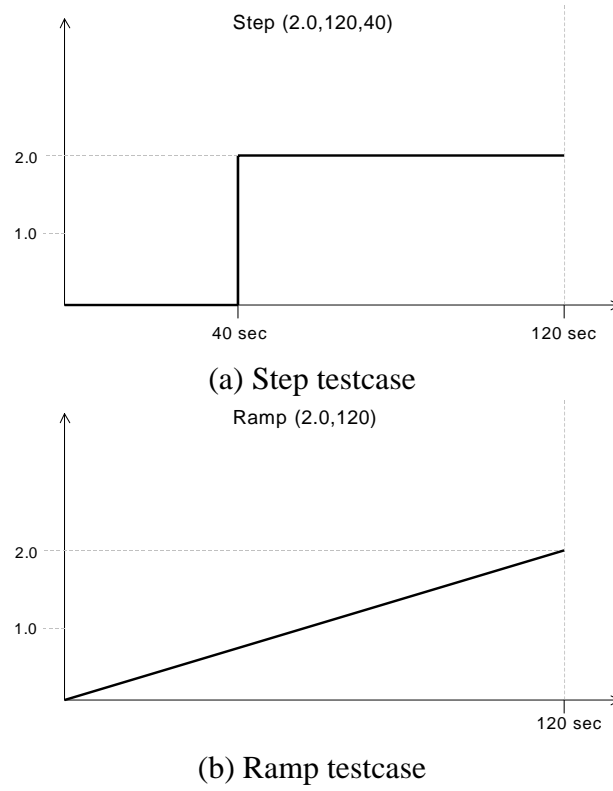 Step (2.0,120,40)
2.0
1.0
40 sec
120 sec
(a) Step testcase
Ramp (2.0,120)
2.0
1.0
120 sec
(b) Ramp testcase